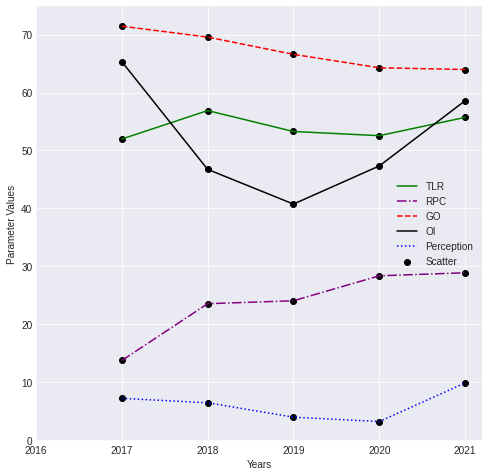 70
60
50
40
30
20
10
0
Parameter Values
TLR
RPC
GO
OI
Perception
Scatter
2016 2017 2018 2019 2020 2021
Years